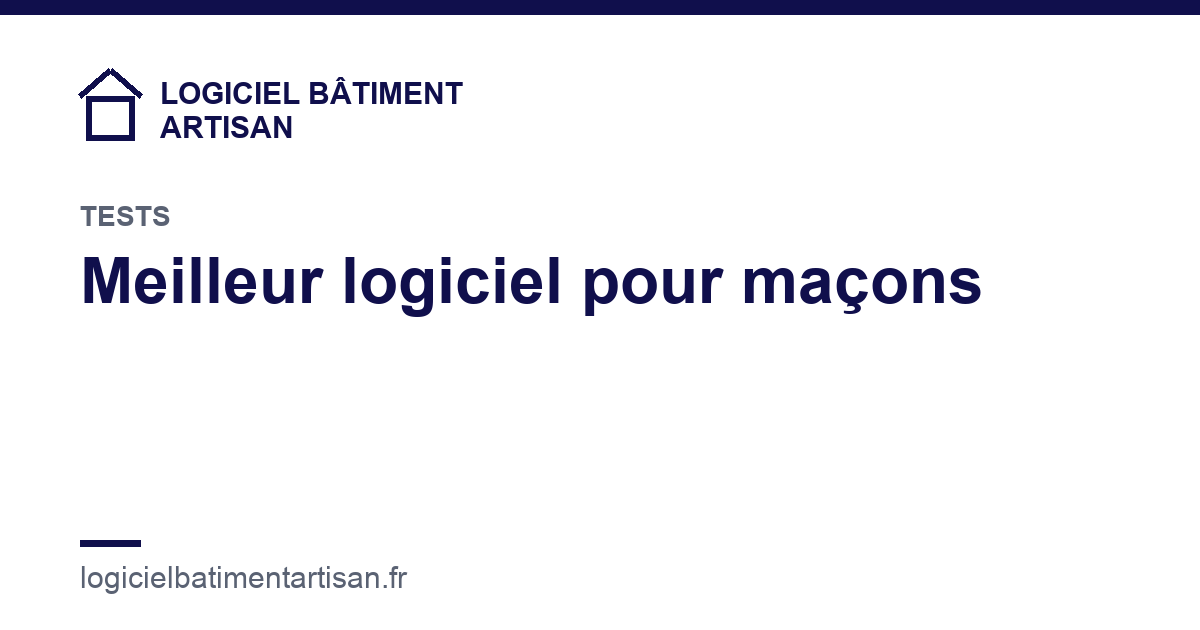 LOGICIEL BÂTIMENT
ARTISAN
TESTS
Meilleur logiciel pour maçons
logicielbatimentartisan.fr